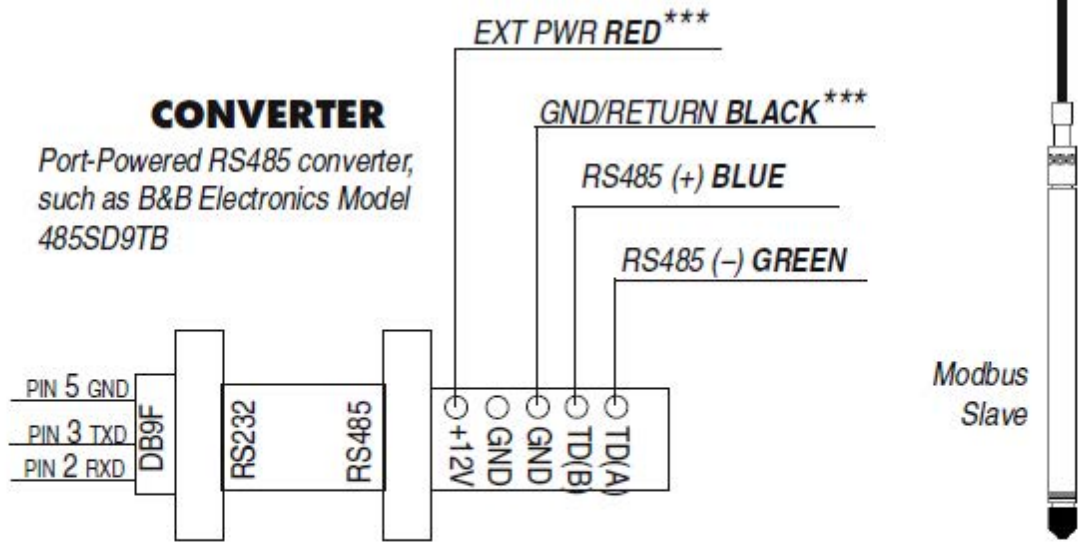 EXT PWR RED***
CONVERTER
GND/RETURN BLACK***
Port-Powered RS485 converter,
such as B&B Electronics Model
485SD9TB
RS485 (+) BLUE
RS485 (–) GREEN
Modbus
Slave
PIN 5 GND
PIN 3 TXD
PIN 2 RXD
DB9F
RS232
RS485
+12V
GND
GND
TD(B)
TD(A)